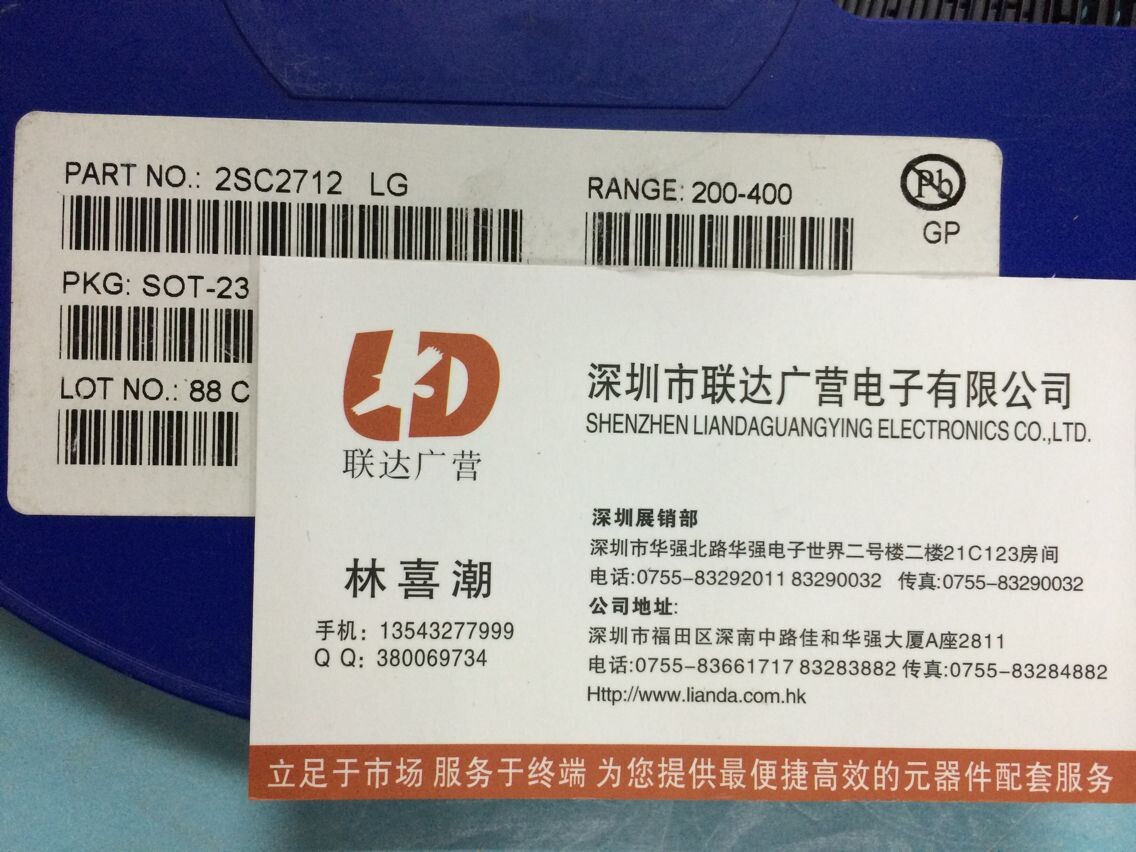 PART NO.: 2SC2712 LG
RANGE: 200-400
Pb
GP
PKG: SOT-23
LOT NO.: 88 C
LD
联达广营
深圳市联达广营电子有限公司
SHENZHEN LIANDAGUANGYING ELECTRONICS CO.,LTD.
林喜潮
手机：13543277999
QQ：380069734
深圳展销部
深圳市华强北路华强电子世界二号楼二楼21C123房间
电话:0755-83292011 83290032 传真:0755-83290032
公司地址:
深圳市福田区深南中路佳和华强大厦A座2811
电话:0755-83661717 83283882 传真:0755-83284882
Http://www.lianda.com.hk
立足于市场 服务于终端 为您提供最便捷高效的元器件配套服务